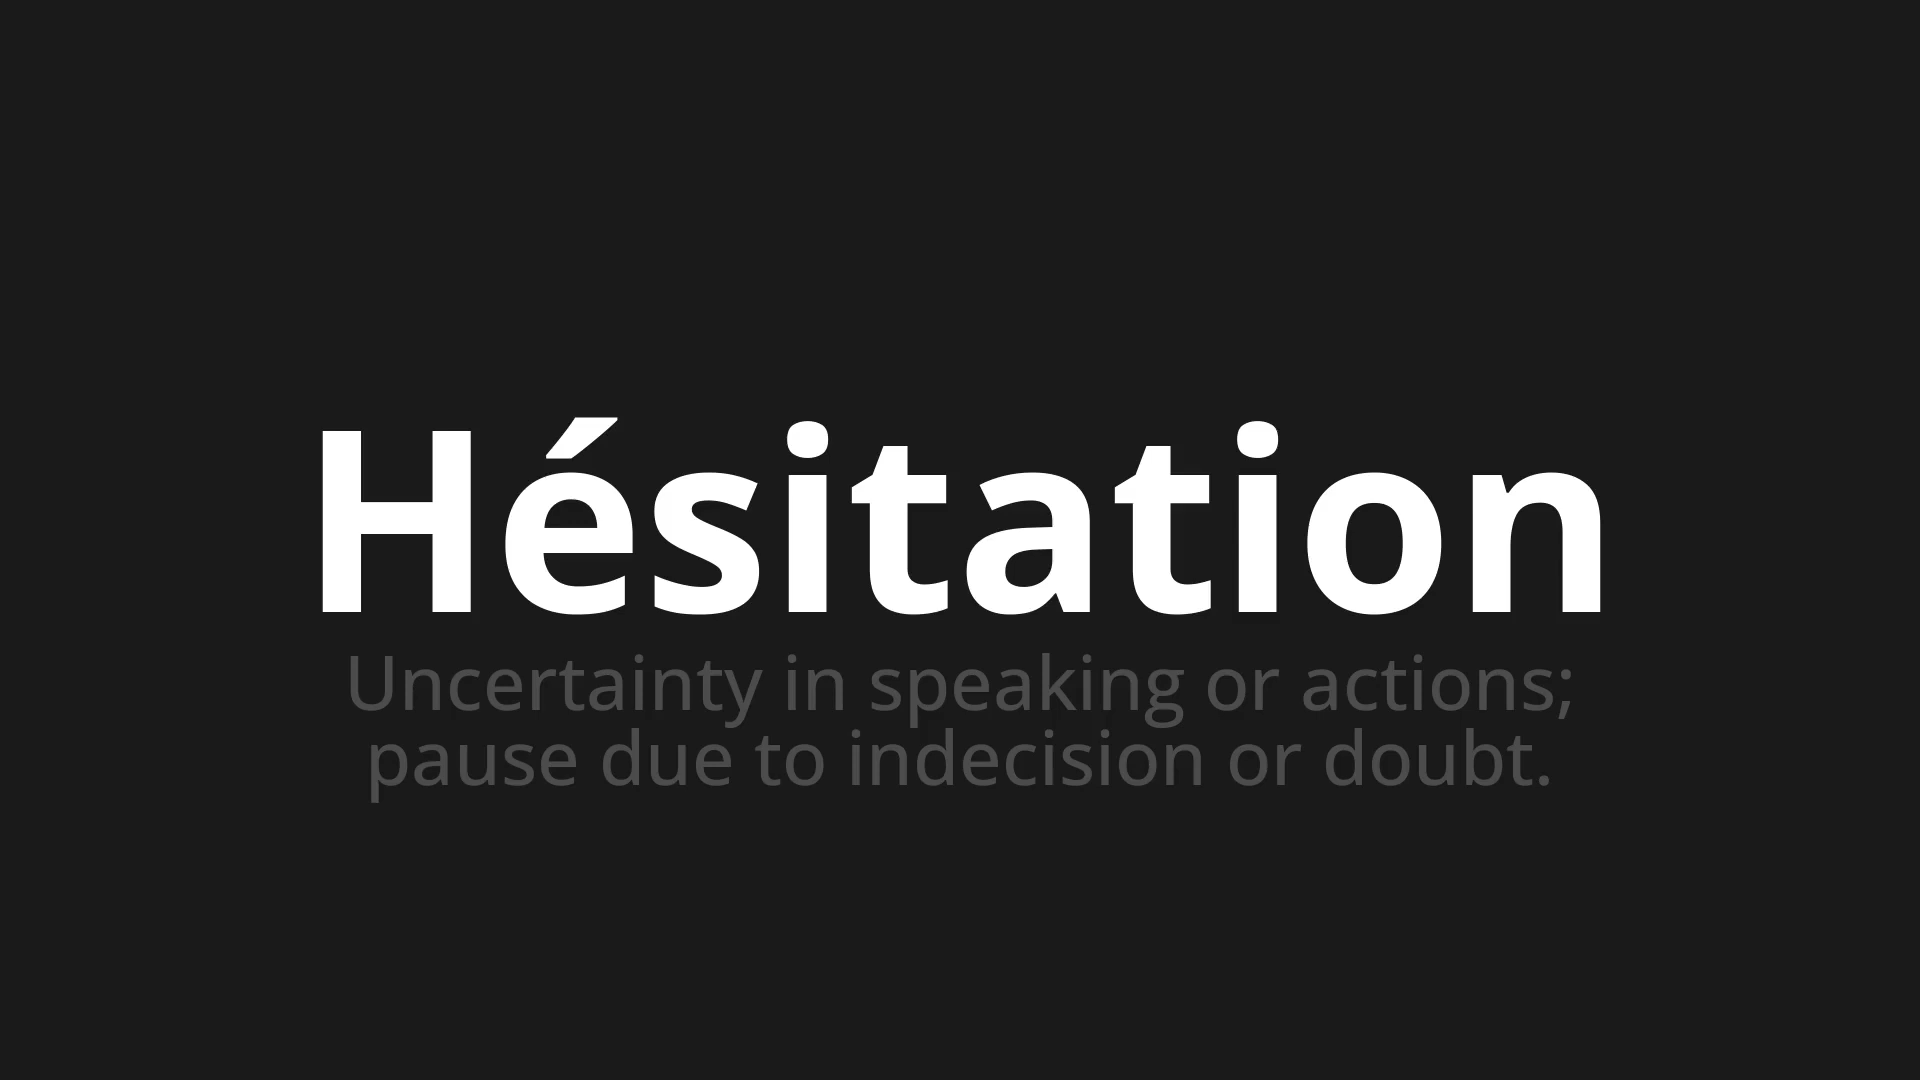 Hésitation
Uncertainty in speaking or actions;
pause due to indecision or doubt.